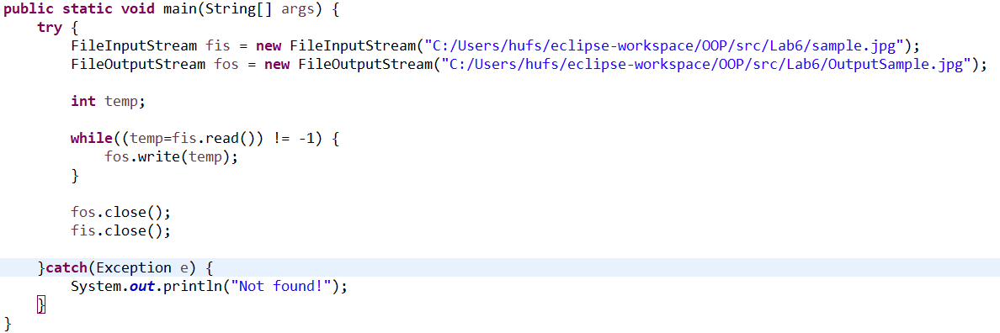 public static void main(String[] args) {
try {
FileInputStream fis = new FileInputStream("C:/Users/hufs/eclipse-workspace/OOP/src/Lab6/sample.jpg");
FileOutputStream fos = new FileOutputStream("C:/Users/hufs/eclipse-workspace/OOP/src/Lab6/OutputSample.jpg");
int temp;
while((temp=fis.read()) != -1) {
fos.write(temp);
}
fos.close();
fis.close();
}catch(Exception e) {
System.out.println("Not found!");
}
}